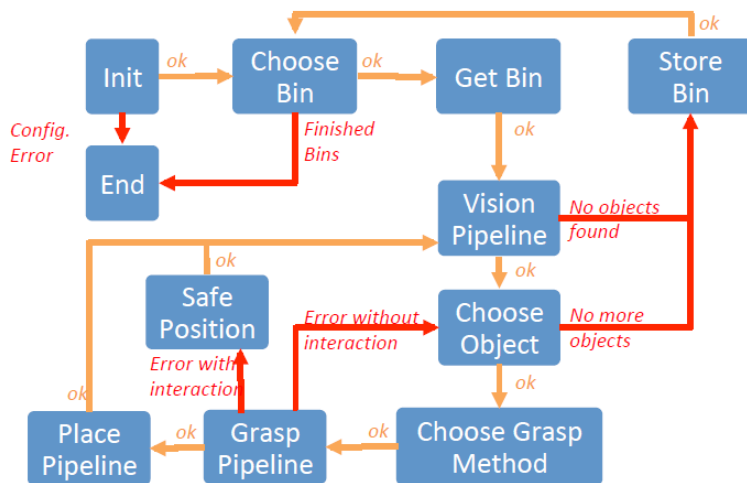 ok
Init
ok
Choose
Bin
ok
Get Bin
Store
Bin
Config.
Error
Finished
Bins
ok
End
Vision
Pipeline
No objects
found
ok
ok
Safe
Position
Error without
interaction
Choose
Object
No more
objects
Error with
interaction
ok
ok
Place
Pipeline
ok
Grasp
Pipeline
ok
Choose Grasp
Method